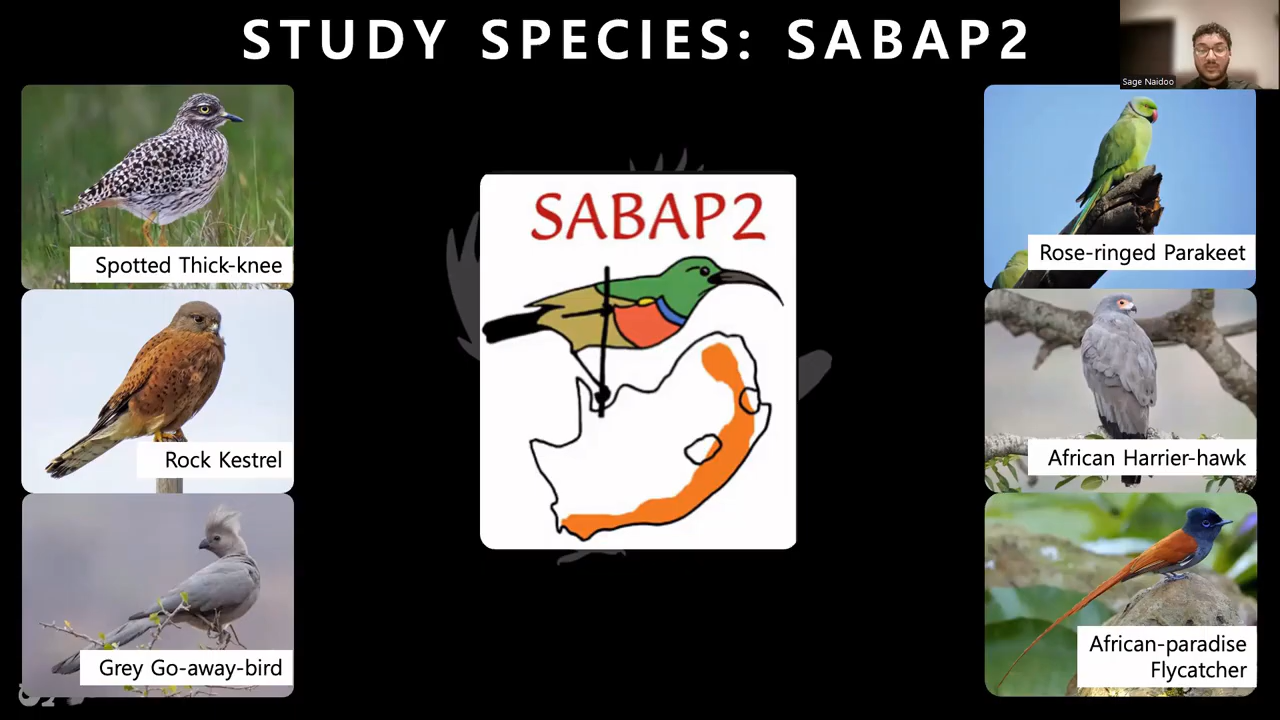 STUDY SPECIES: SABAP2
Sage Naidoo
Spotted Thick-knee
Rock Kestrel
Grey Go-away-bird
SABAP2
Rose-ringed Parakeet
African Harrier-hawk
African-paradise
Flycatcher